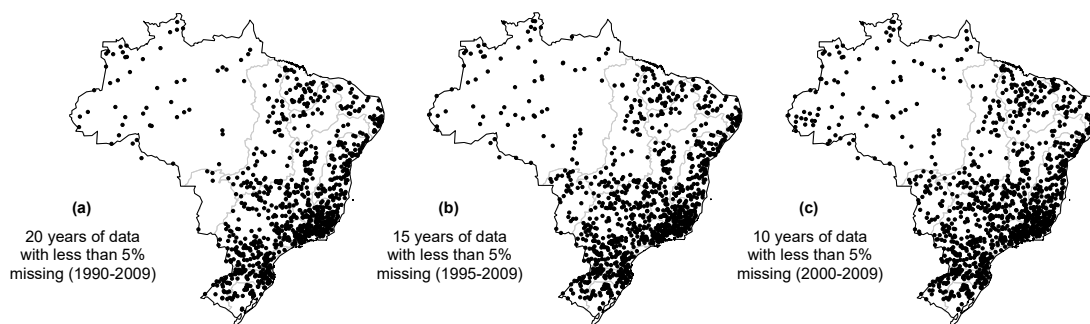 (a)
20 years of data
with less than 5%
missing (1990-2009)
(b)
15 years of data
with less than 5%
missing (1995-2009)
(c)
10 years of data
with less than 5%
missing (2000-2009)